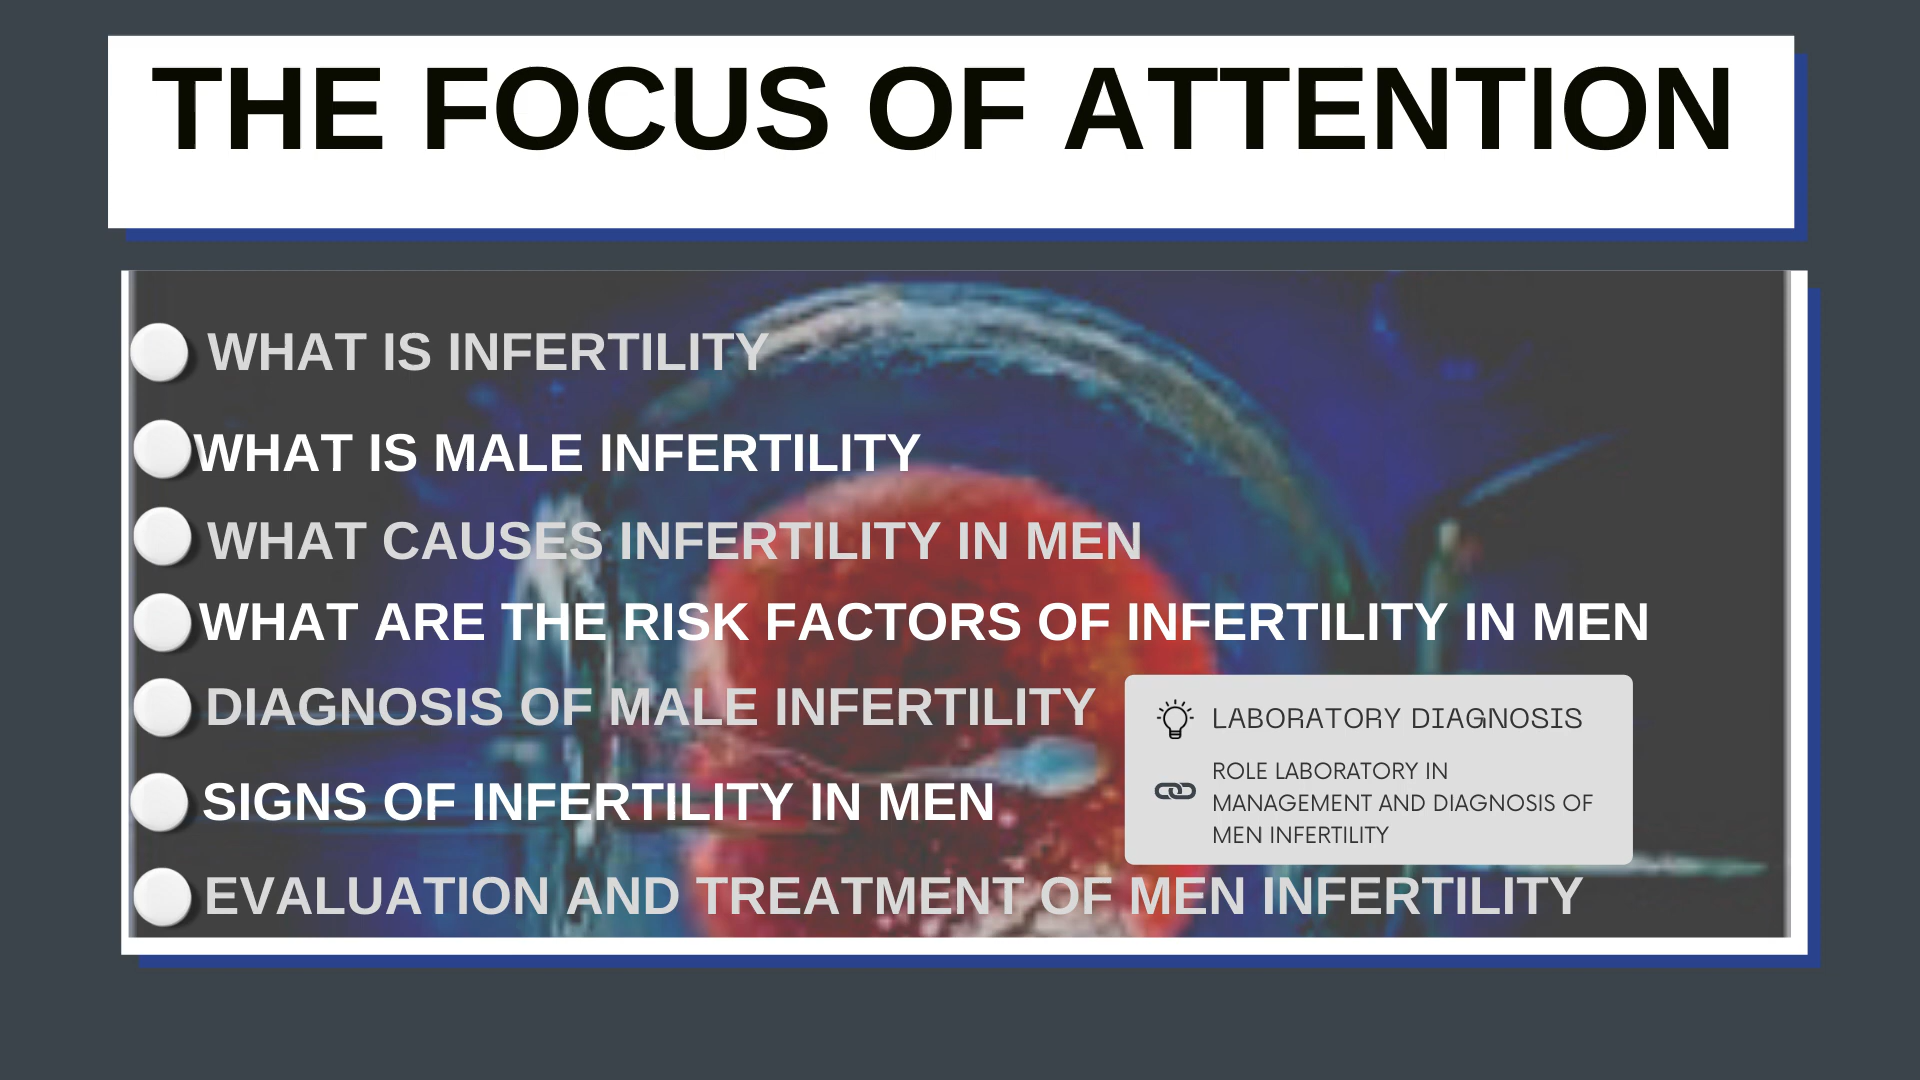 THE FOCUS OF ATTENTION
WHAT IS INFERTILITY
WHAT IS MALE INFERTILITY
WHAT CAUSES INFERTILITY IN MEN
WHAT ARE THE RISK FACTORS OF INFERTILITY IN MEN
DIAGNOSIS OF MALE INFERTILITY
LABORATORY DIAGNOSIS
ROLE LABORATORY IN
MANAGEMENT AND DIAGNOSIS OF
MEN INFERTILITY
SIGNS OF INFERTILITY IN MEN
EVALUATION AND TREATMENT OF MEN INFERTILITY